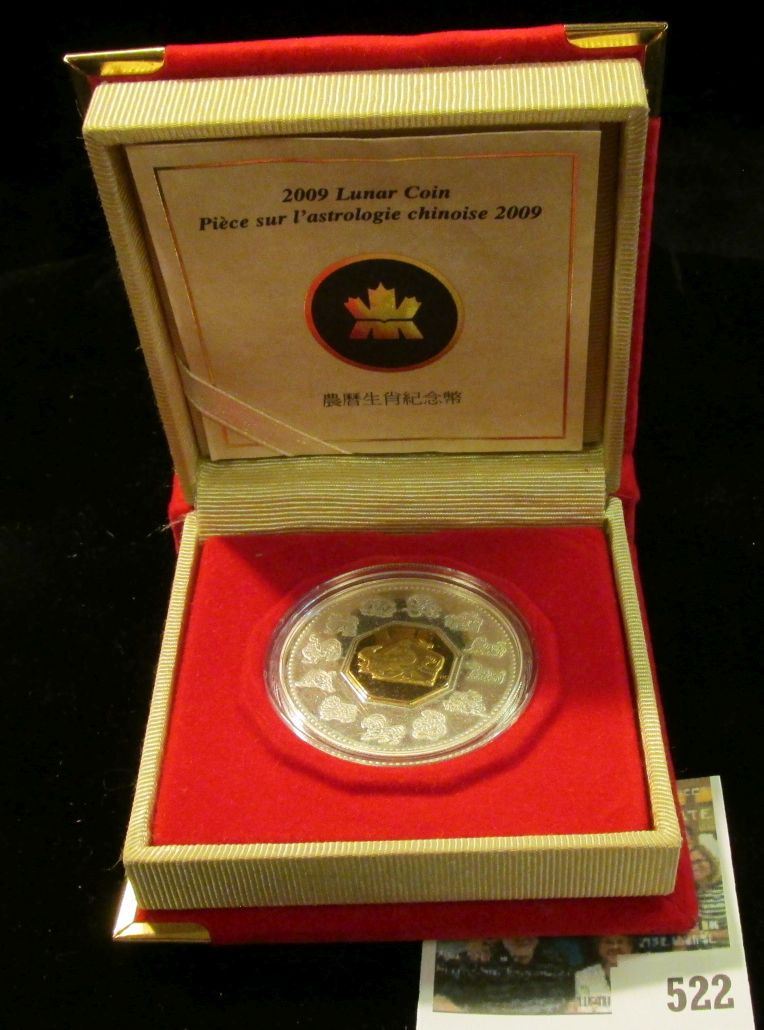 2009 Lunar Coin
Pièce sur l'astrologie chinoise 2009
農曆生肖紀念幣
522